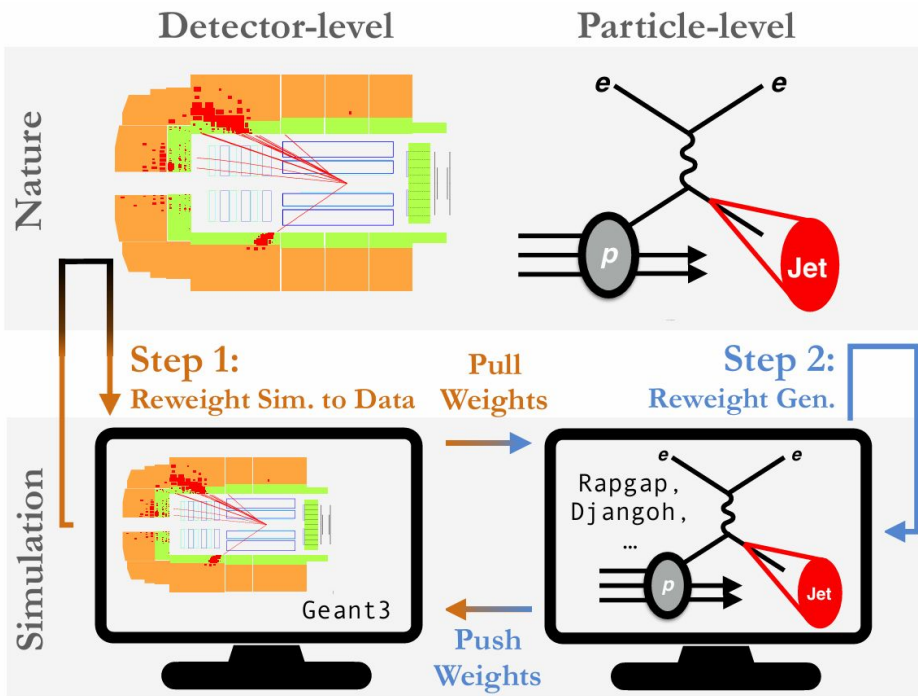 Detector-level
Particle-level
Nature
e
e
p
Jet
Step 1:
Reweight Sim. to Data
Pull
Weights
Step 2:
Reweight Gen.
Simulation
Geant3
e
e
Rapgap,
Djangoh,
...
p
Jet
Push
Weights